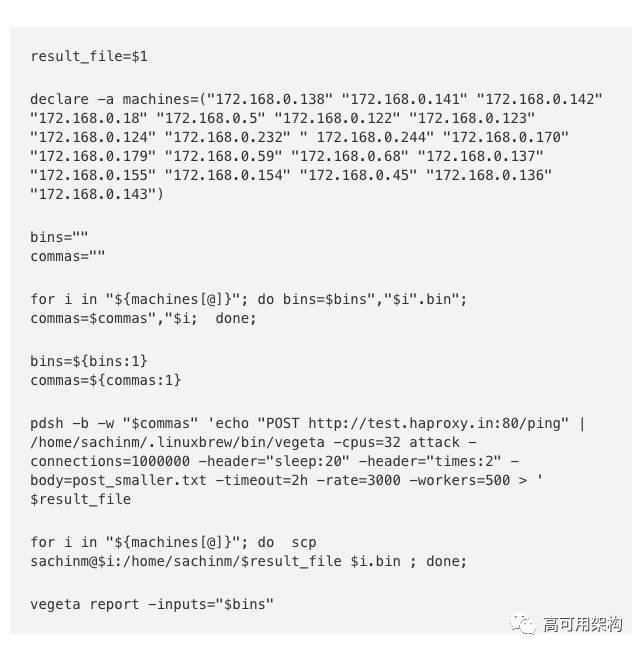 result_file=$1
declare -a machines=("172.168.0.138" "172.168.0.141" "172.168.0.142"
"172.168.0.18" "172.168.0.5" "172.168.0.122" "172.168.0.123"
"172.168.0.124" "172.168.0.232" " 172.168.0.244" "172.168.0.170"
"172.168.0.179" "172.168.0.59" "172.168.0.68" "172.168.0.137"
"172.168.0.155" "172.168.0.154" "172.168.0.45" "172.168.0.136"
"172.168.0.143")
bins=""
commas=""
for i in "${machines[@]}"; do bins=$bins","$i".bin";
commas=$commas","$i;  done;
bins=${bins:1}
commas=${commas:1}
pdsh -b -w "$commas" 'echo "POST http://test.haproxy.in:80/ping" |
/home/sachinm/.linuxbrew/bin/vegeta -cpus=32 attack -
connections=1000000 -header="sleep:20" -header="times:2" -
body=post_smaller.txt -timeout=2h -rate=3000 -workers=500 > '
$result_file
for i in "${machines[@]}"; do  scp
sachinm@$i:/home/sachinm/$result_file $i.bin ; done;
vegeta report -inputs="$bins"
高可用架构